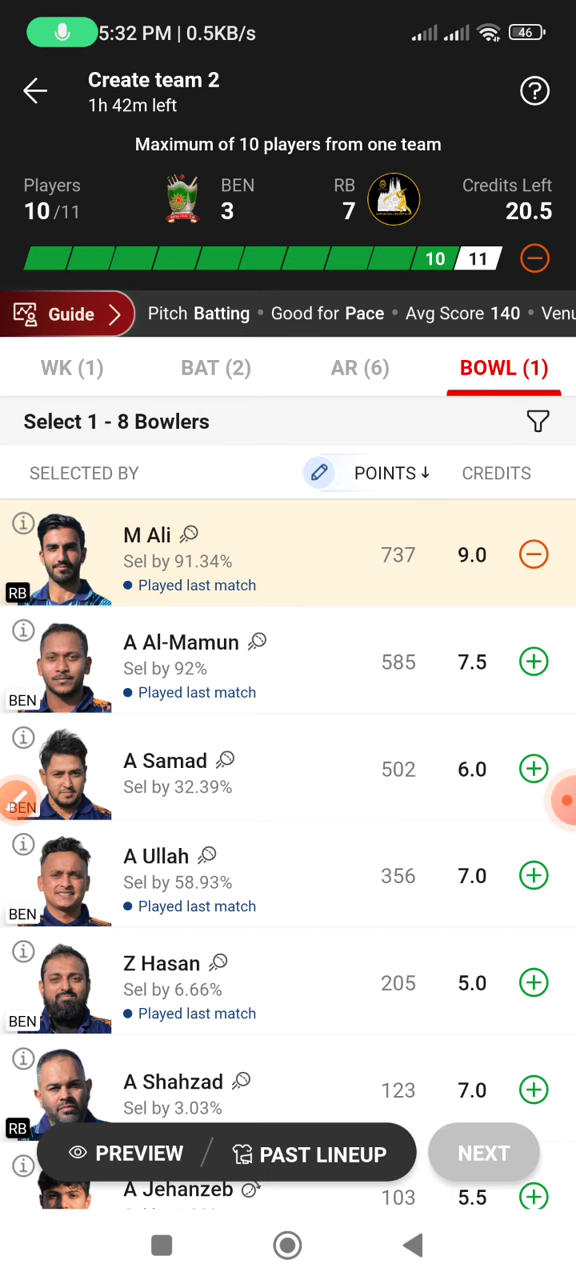 5:32 PM | 0.5KB/s 46
Create team 2
1h 42m left
Maximum of 10 players from one team
Players BEN RB Credits Left
10/11 3 7 20.5
10 11
Guide Pitch Batting • Good for Pace • Avg Score 140 • Venu
WK (1) BAT (2) AR (6) BOWL (1)
Select 1 - 8 Bowlers
SELECTED BY POINTS↓ CREDITS
M Ali
Sel by 91.34% 737 9.0
Played last match
RB
A Al-Mamun
Sel by 92% 585 7.5
Played last match
BEN
A Samad
Sel by 32.39% 502 6.0
BEN
A Ullah
Sel by 58.93% 356 7.0
Played last match
BEN
Z Hasan
Sel by 6.66% 205 5.0
Played last match
BEN
A Shahzad
Sel by 3.03% 123 7.0
RB
PREVIEW / PAST LINEUP NEXT
A Jehanzeb 103 5.5